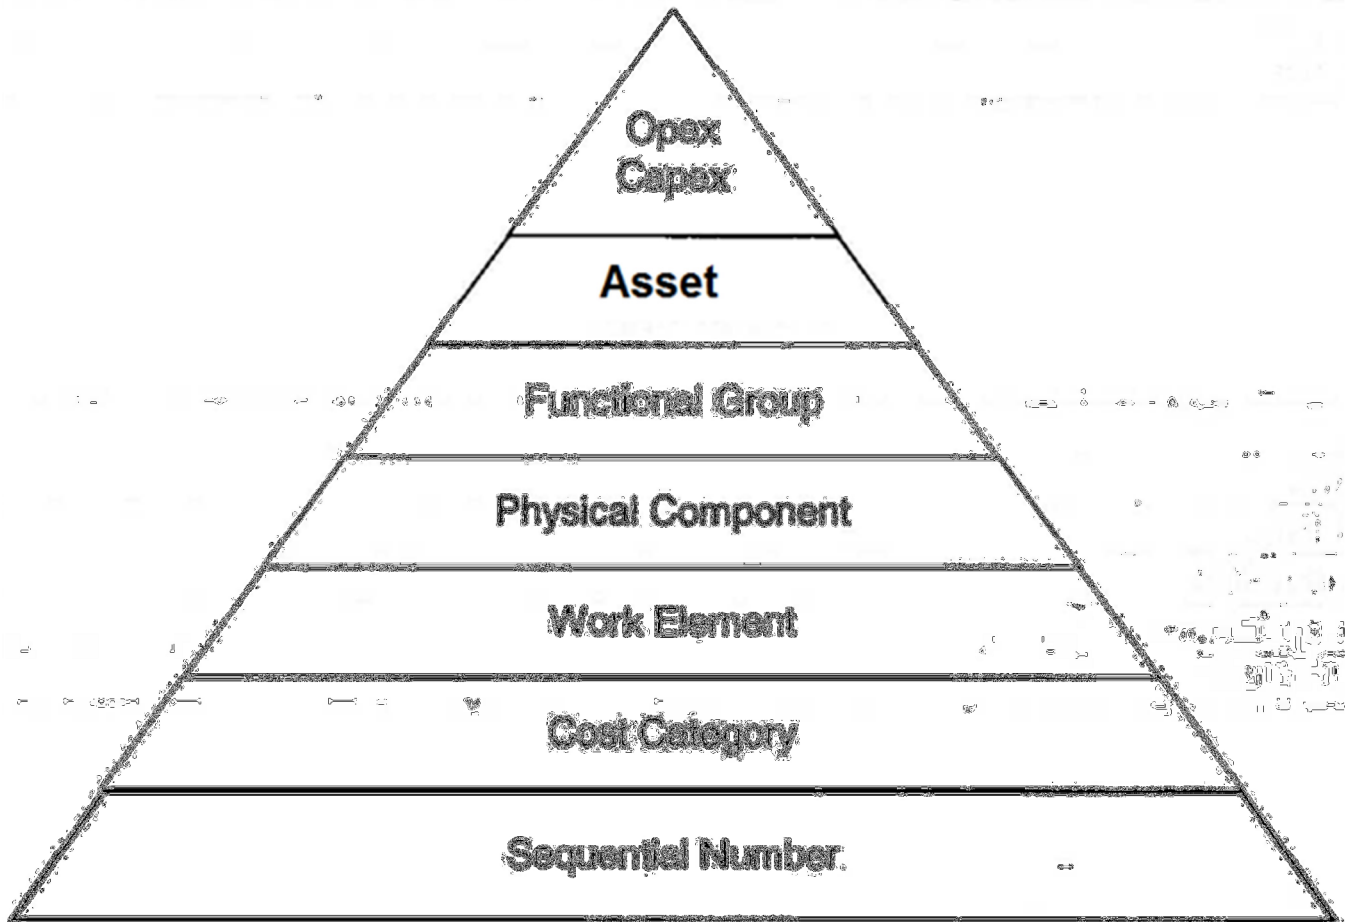 Opex
Capex
Asset
Functional Group
Physical Component
Work Element
Cost Category
Sequential Number